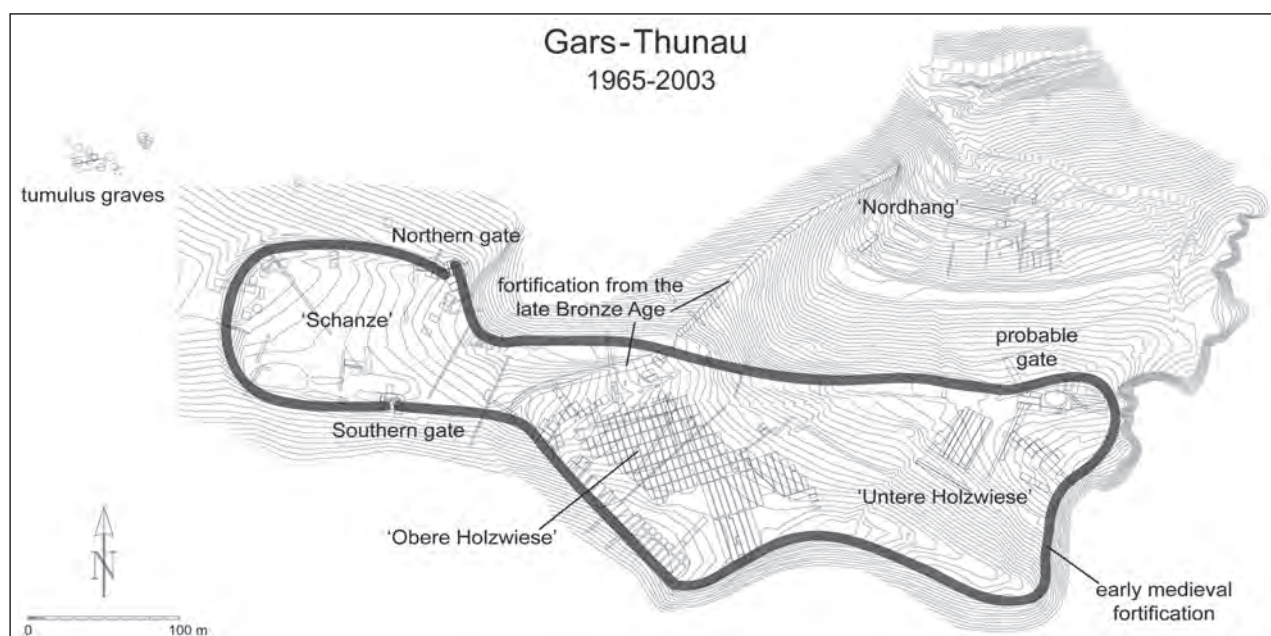 Gars-Thunau
1965-2003
tumulus graves
'Nordhang'
Northern gate
fortification from the
late Bronze Age
'Schanze'
probable
gate
Southern gate
'Untere Holzwiese'
'Obere Holzwiese'
N
early medieval
fortification
0 100 m